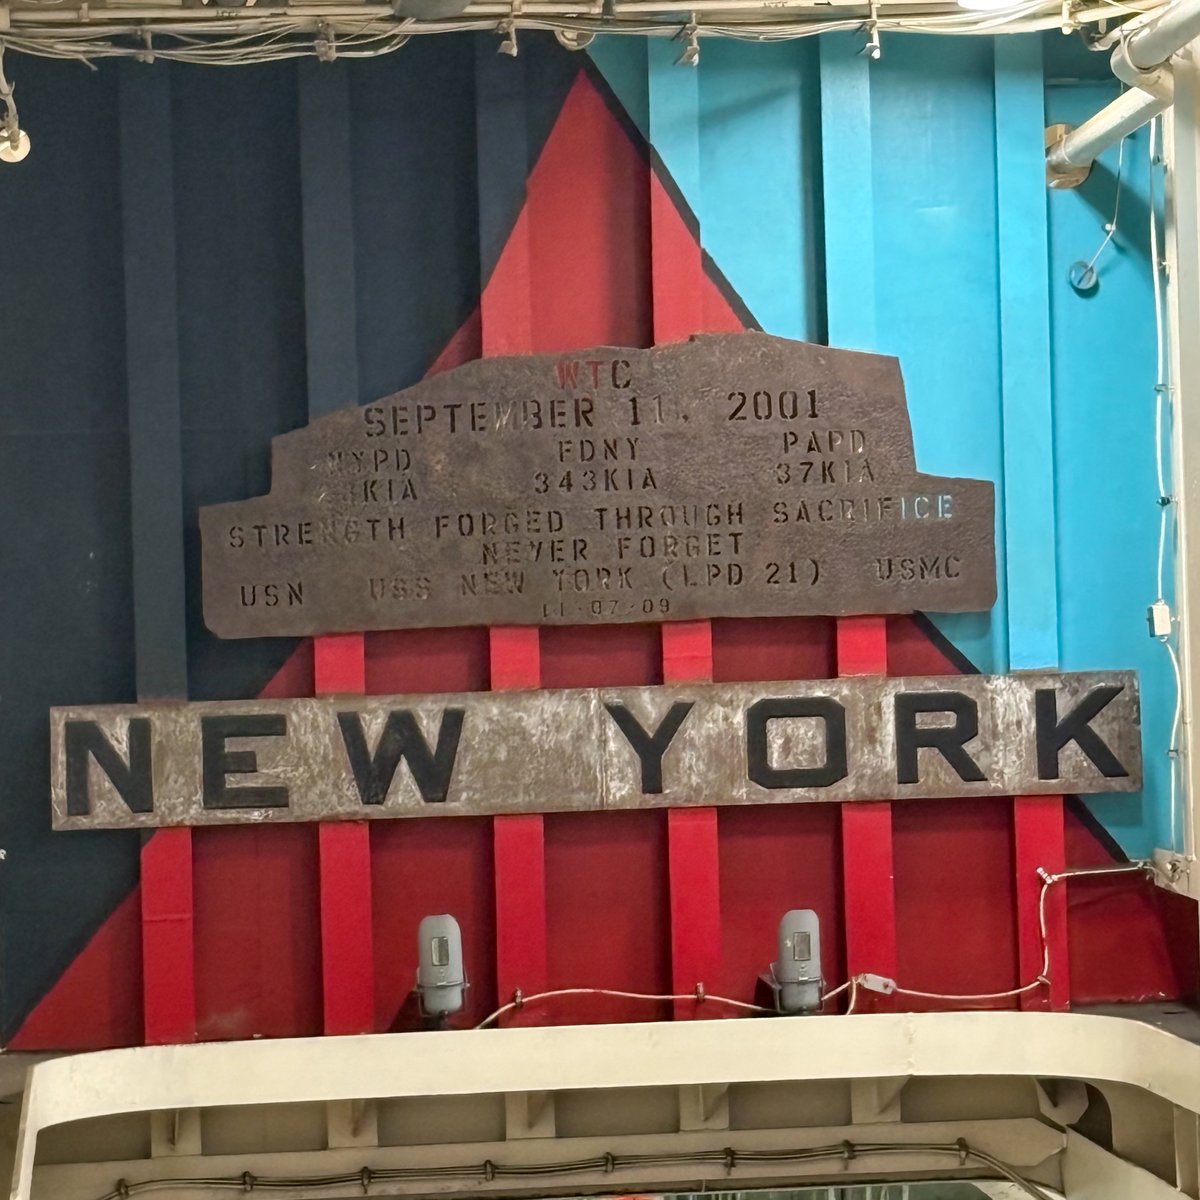 WTC
SEPTEMBER 11, 2001
NYPD FDNY PAPD
343KIA 37KIA
STRENGTH FORGED THROUGH SACRIFICE
NEVER FORGET
USN USS NEW YORK (LPD 21) USMC
11-07-09
NEW YORK